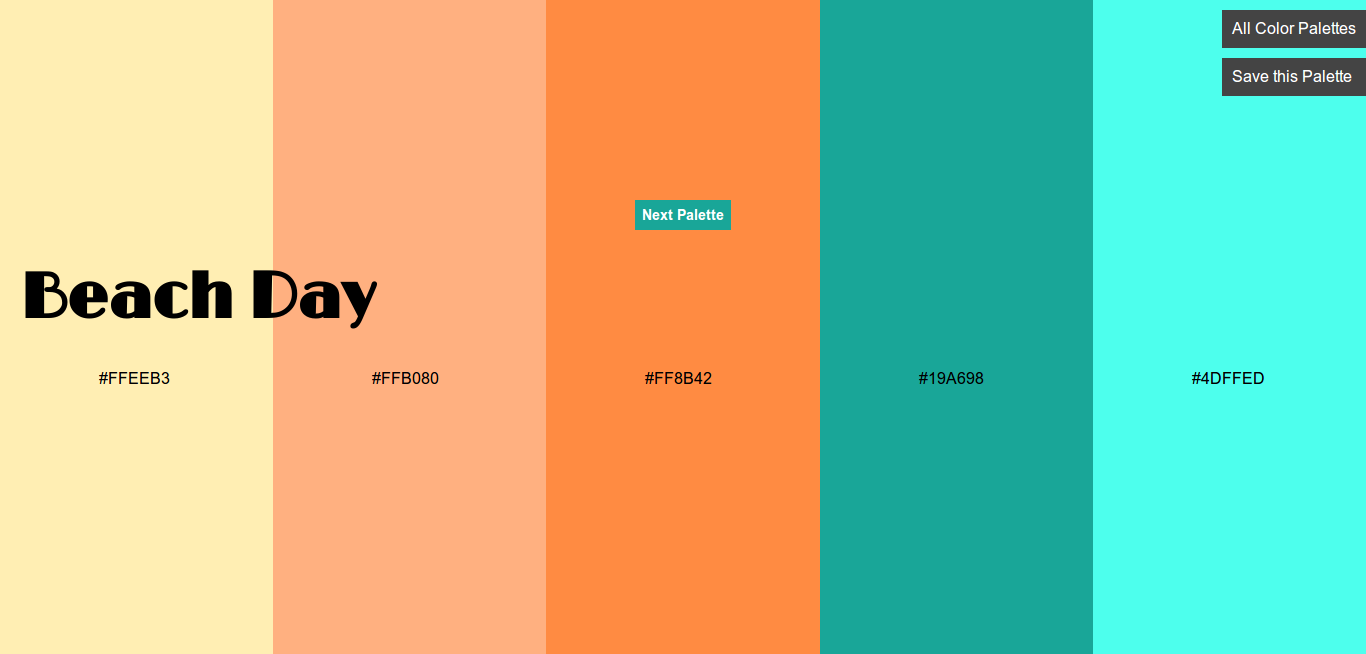 All Color Palettes
Save this Palette
Next Palette
Beach Day
#FFEEB3
#FFB080
#FF8B42
#19A698
#4DFFED